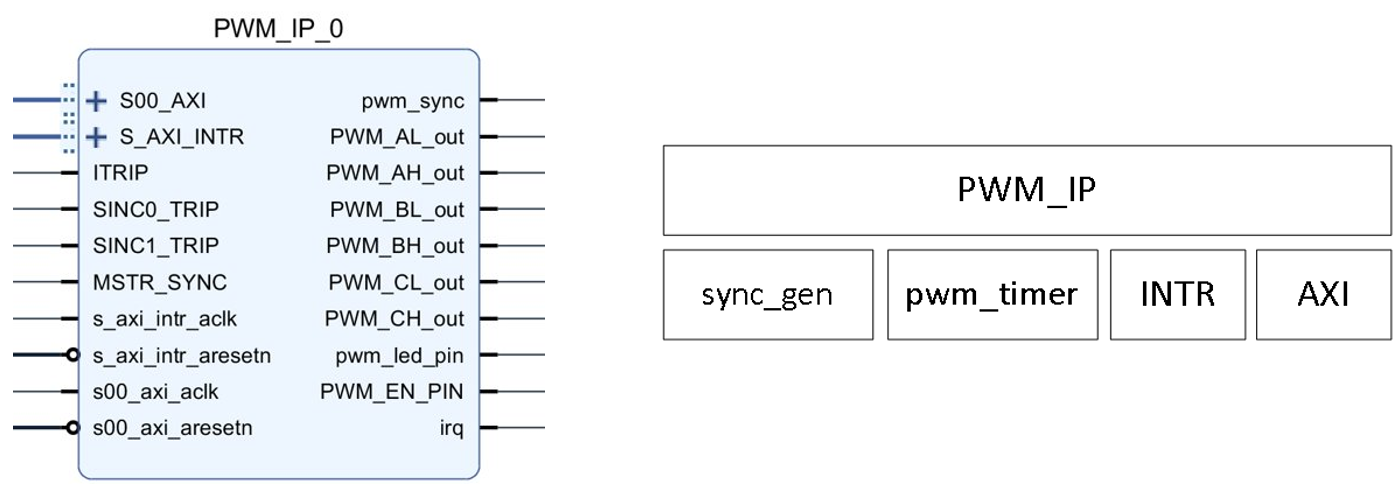 PWM_IP_0
S00_AXI
S_AXI_INTR
ITRIP
SINC0_TRIP
SINC1_TRIP
MSTR_SYNC
s_axi_intr_aclk
s_axi_intr_aresetn
s00_axi_aclk
s00_axi_aresetn
pwm_sync
PWM_AL_out
PWM_AH_out
PWM_BL_out
PWM_BH_out
PWM_CL_out
PWM_CH_out
pwm_led_pin
PWM_EN_PIN
irq
PWM_IP
sync_gen
pwm_timer
INTR
AXI